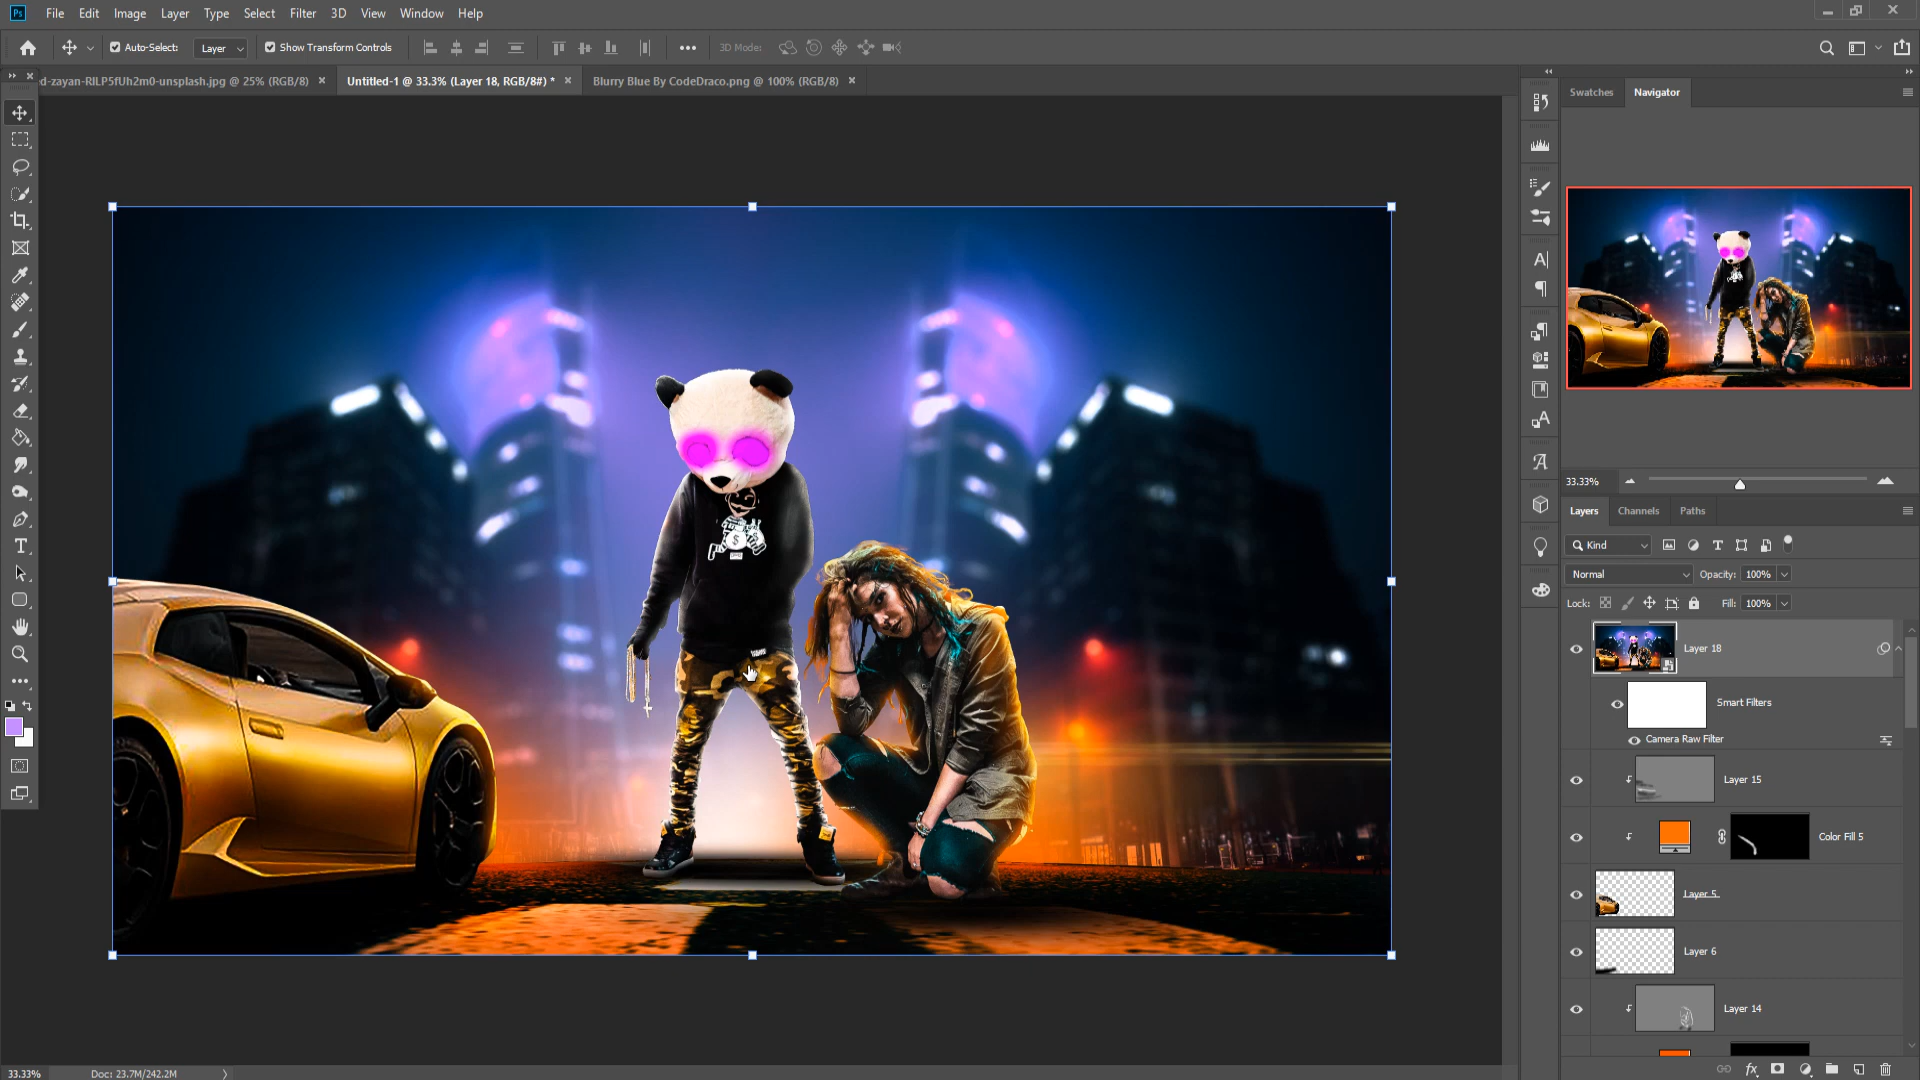 Ps File Edit Image Layer Type Select Filter 3D View Window Help
Auto-Select: Layer Show Transform Controls 3D Mode:
d-zayan-RILP5fUh2m0-unsplash.jpg @ 25% (RGB/8) Untitled-1 @ 33.3% (Layer 18, RGB/8#) * Blurry Blue By CodeDraco.png @ 100% (RGB/8)
Swatches Navigator
33.33%
Layers Channels Paths
Kind
Normal Opacity: 100%
Lock: Fill: 100%
Layer 18
Smart Filters
Camera Raw Filter
Layer 15
Color Fill 5
Layer 5
Layer 6
Layer 14
33.33% Doc: 23.7M/242.2M